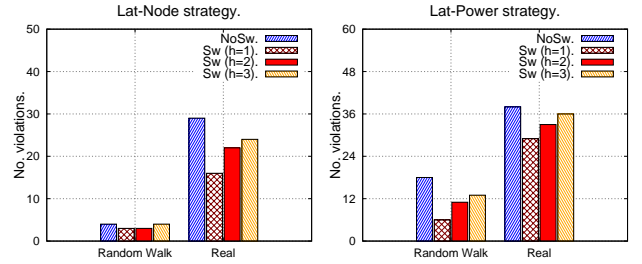 Lat-Node strategy.
No. violations.
50
40
30
20
10
0
NoSw.
Sw (h=1).
Sw (h=2).
Sw (h=3).
Random Walk Real
Lat-Power strategy.
No. violations.
60
48
36
24
12
0
NoSw.
Sw (h=1).
Sw (h=2).
Sw (h=3).
Random Walk Real